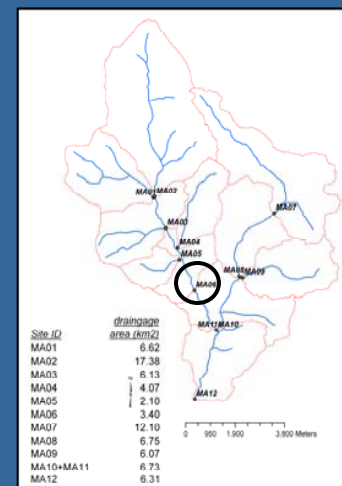 MA01 MA02
MA03
MA07
MA04
MA05
MA08 MA09
MA06
MA11 MA10
MA12
draingage
Site ID area (km2)
MA01 6.62
MA02 17.38
MA03 6.13
MA04 4.07
MA05 2.10
MA06 3.40
MA07 12.10
MA08 6.75
MA09 6.07
MA10+MA11 6.73
MA12 6.31
0 950 1,900 3,800 Meters